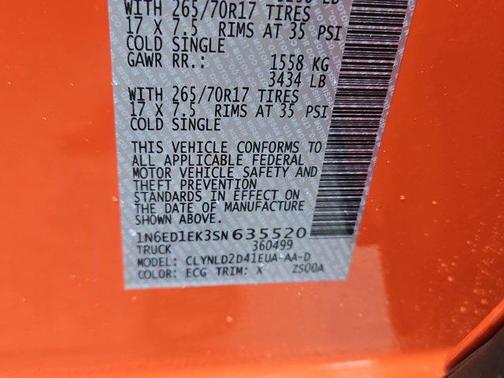 WITH 265/70R17 TIRES
17 X 7.5 RIMS AT 35 PSI
COLD SINGLE
GAWR RR.: 1558 KG
3434 LB
WITH 265/70R17 TIRES
17 X 7.5 RIMS AT 35 PSI
COLD SINGLE
THIS VEHICLE CONFORMS TO
ALL APPLICABLE FEDERAL
MOTOR VEHICLE SAFETY AND
THEFT PREVENTION
STANDARDS IN EFFECT ON
THE DATE OF MANUFACTURE
SHOWN ABOVE.
1N6ED1EK3SN635520
TRUCK 360499
MODEL: CLYNLD2D41EUA-AA-D
COLOR: ECG TRIM: X ZS00A